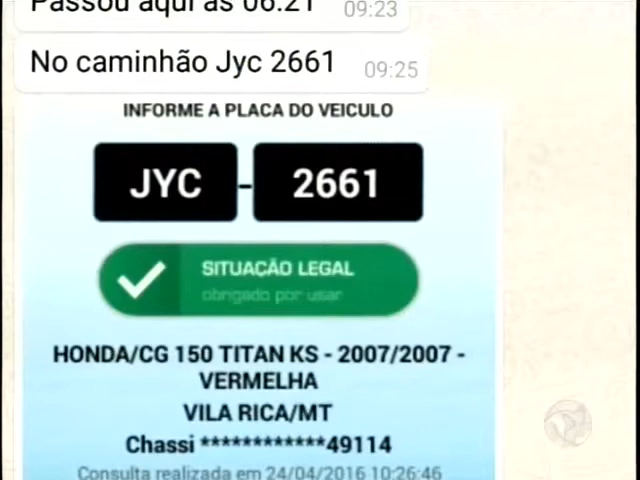 Passou aqui às 06:21 09:23
No caminhão Jyc 2661 09:25
INFORME A PLACA DO VEICULO
JYC - 2661
SITUAÇÃO LEGAL
obrigado por usar
HONDA/CG 150 TITAN KS - 2007/2007 -
VERMELHA
VILA RICA/MT
Chassi ************49114
Consulta realizada em 24/04/2016 10:26:46